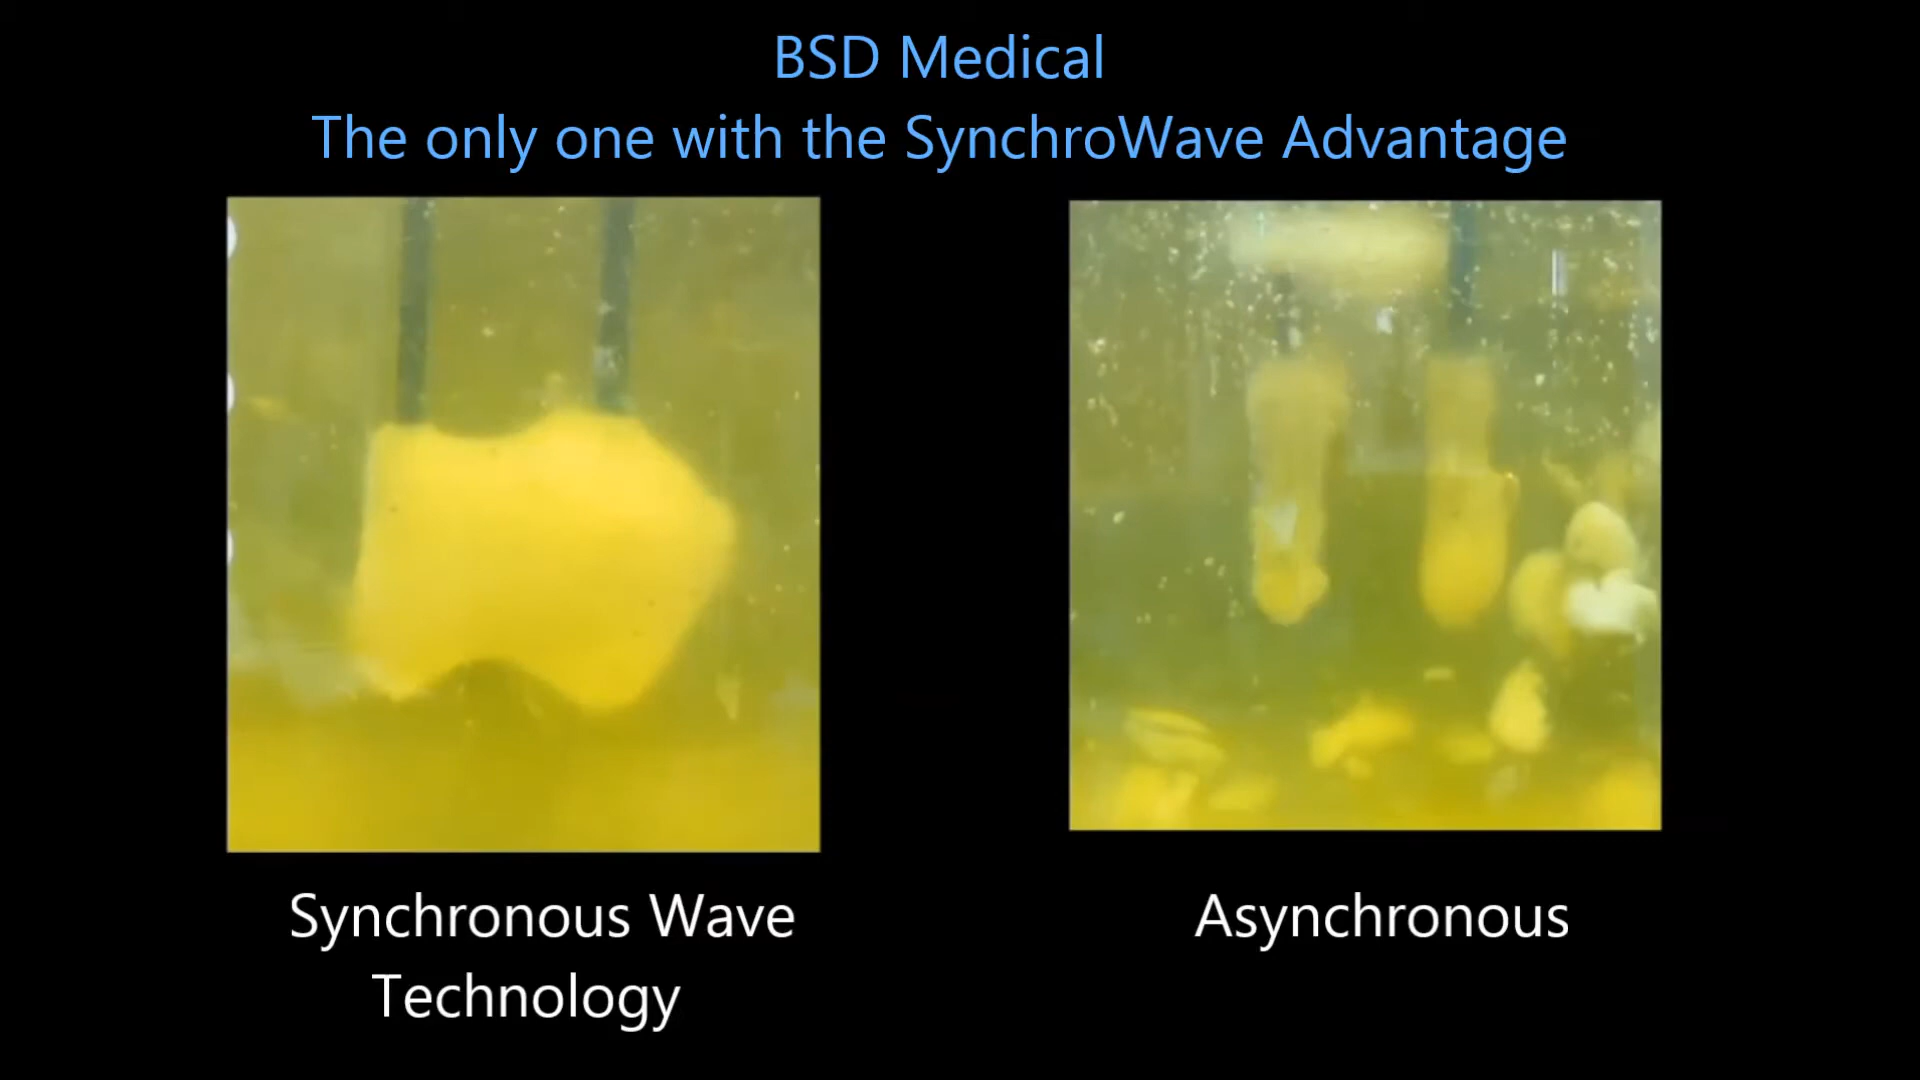 BSD Medical
The only one with the SynchroWave Advantage
Synchronous Wave
Technology
Asynchronous